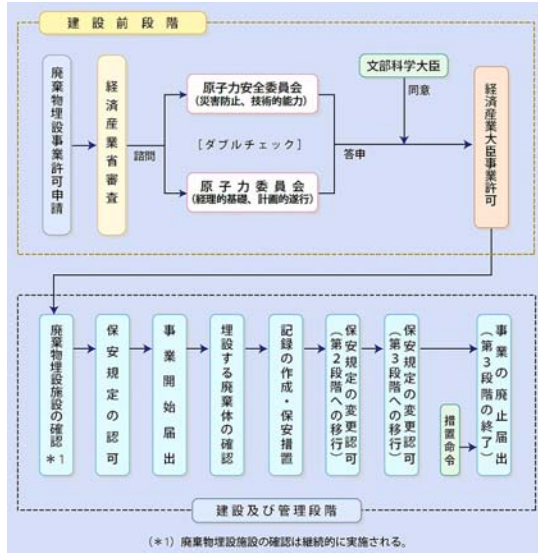 建設前段階
廃棄物埋設事業許可申請
経済産業省審査
諮問
原子力安全委員会
(災害防止、技術的能力)
[ダブルチェック]
原子力委員会
(経理的基礎、計画的遂行)
答申
文部科学大臣
同意
経済産業大臣事業許可
廃棄物埋設施設の確認
＊1
保安規定の認可
事業開始届出
埋設する廃棄体の確認
記録の作成・保安措置
保安規定の変更認可
(第2段階への移行)
保安規定の変更認可
(第3段階への移行)
措置命令
事業の廃止届出
(第3段階の終了)
建設及び管理段階
(＊1) 廃棄物埋設施設の確認は継続的に実施される。